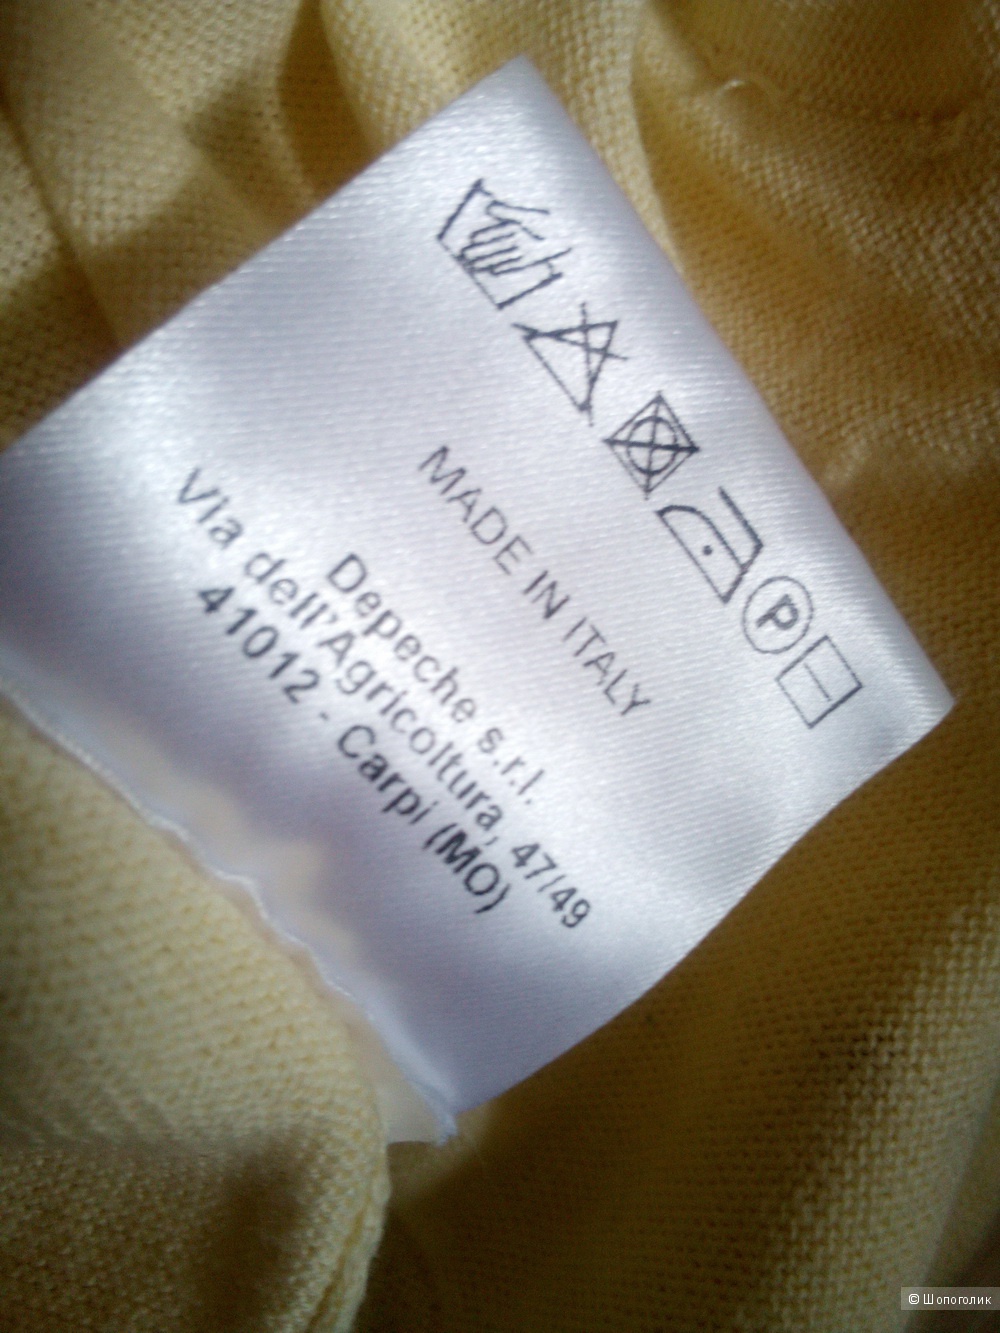 P
MADE IN ITALY
Depeche s.r.l.
Via dell'Agricoltura, 47/49
41012 - Carpi (MO)
© Шопоголик